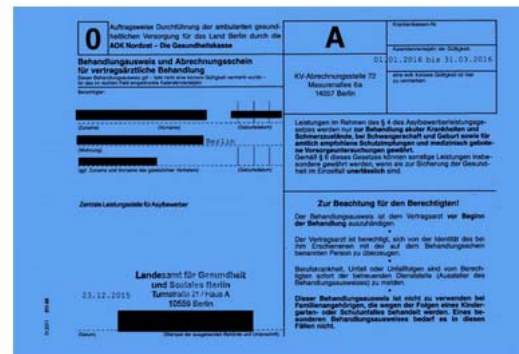 0
Auftragsweise Durchführung der ambulanten gesund-
heitlichen Versorgung für das Land Berlin durch die
AOK Nordost – Die Gesundheitskasse
Behandlungsausweis und Abrechnungsschein
für vertragsärztliche Behandlung
Berechtigter:
(Zuname) (Vorname) (Geburtsdatum)
Berlin
(Wohnung)
(Geburtsdatum)
Zentrale Leistungsstelle für Asylbewerber
Landesamt für Gesundheit
und Soziales Berlin
23.12.2015 Turmstraße 21 / Haus A
10559 Berlin
(Datum)
A
Krankenkassen-Nr.
01.01.2016 bis 31.03.2016
KV-Abrechnungsstelle 72
Masurenallee 6a
14057 Berlin
Leistungen im Rahmen des § 4 des Asylbewerberleistungsge-
setzes werden nur zur Behandlung akuter Krankheiten und
Schmerzzustände, bei Schwangerschaft und Geburt sowie für
amtlich empfohlene Schutzimpfungen und medizinisch gebote-
ne Vorsorgeuntersuchungen gewährt.
Gemäß § 6 dieses Gesetzes können sonstige Leistungen insbe-
sondere gewährt werden, wenn sie zur Sicherung der Gesund-
heit im Einzelfall unerlässlich sind.
Zur Beachtung für den Berechtigten!
Der Behandlungsausweis ist dem Vertragsarzt vor Beginn
der Behandlung auszuhändigen.
Der Vertragsarzt ist berechtigt, sich von der Identität des bei
ihm Erschienenen mit der auf dem Behandlungsschein
benannten Person zu überzeugen.
Berufskrankheit, Unfall oder Unfallfolgen sind vom Berech-
tigten sofort der betreuenden Dienststelle (Aussteller des
Behandlungsausweises) zu melden.
Dieser Behandlungsausweis ist nicht zu verwenden bei
Familienangehörigen, die wegen der Folgen eines Kinder-
garten- oder Schulunfalles behandelt werden. Eines be-
sonderen Behandlungsausweises bedarf es in diesen
Fällen nicht.